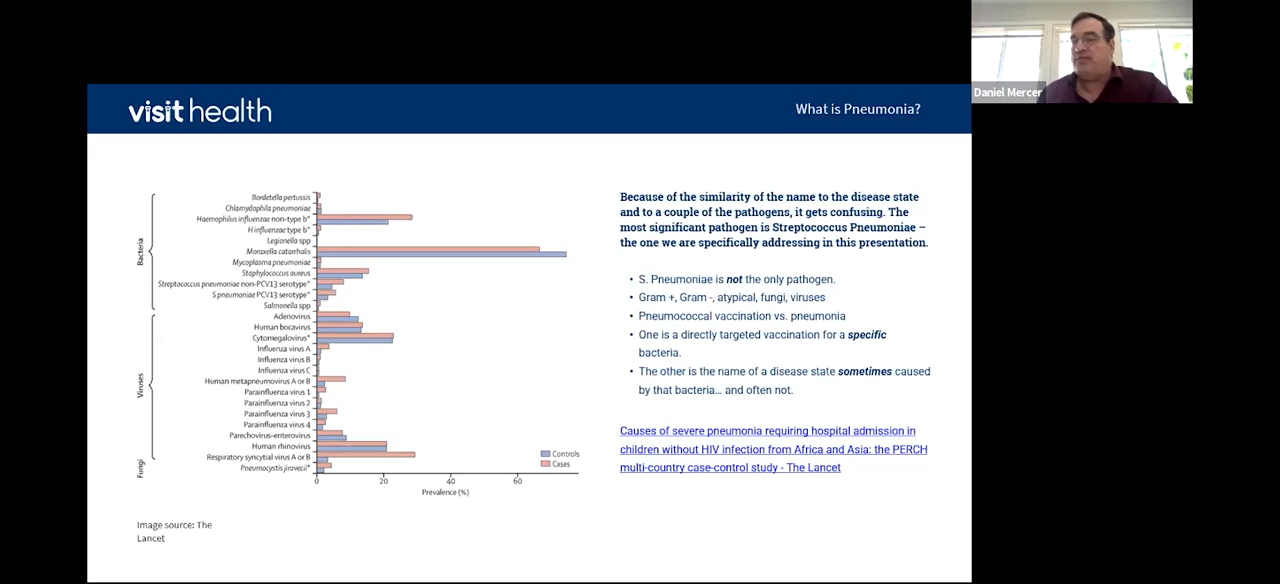 Daniel Mercer
visit health
What is Pneumonia?
Bacteria
Bordetella pertussis
Chlamydophila pneumoniae
Haemophilus influenzae non-type b*
H influenzae type b*
Legionella spp
Moraxella catarrhalis
Mycoplasma pneumoniae
Staphylococcus aureus
Streptococcus pneumoniae non-PCV13 serotype*
S pneumoniae PCV13 serotype*
Salmonella spp
Viruses
Adenovirus
Human bocavirus
Cytomegalovirus*
Influenza virus A
Influenza virus B
Influenza virus C
Human metapneumovirus A or B
Parainfluenza virus 1
Parainfluenza virus 2
Parainfluenza virus 3
Parainfluenza virus 4
Parechovirus–enterovirus
Human rhinovirus
Respiratory syncytial virus A or B
Fungi
Pneumocystis jirovecii*
Controls
Cases
0 20 40 60
Prevalence (%)
Image source: The
Lancet
Because of the similarity of the name to the disease state
and to a couple of the pathogens, it gets confusing. The
most significant pathogen is Streptococcus Pneumoniae –
the one we are specifically addressing in this presentation.
• S. Pneumoniae is not the only pathogen.
• Gram +, Gram -, atypical, fungi, viruses
• Pneumococcal vaccination vs. pneumonia
• One is a directly targeted vaccination for a specific
bacteria.
• The other is the name of a disease state sometimes caused
by that bacteria… and often not.
Causes of severe pneumonia requiring hospital admission in
children without HIV infection from Africa and Asia: the PERCH
multi-country case-control study - The Lancet